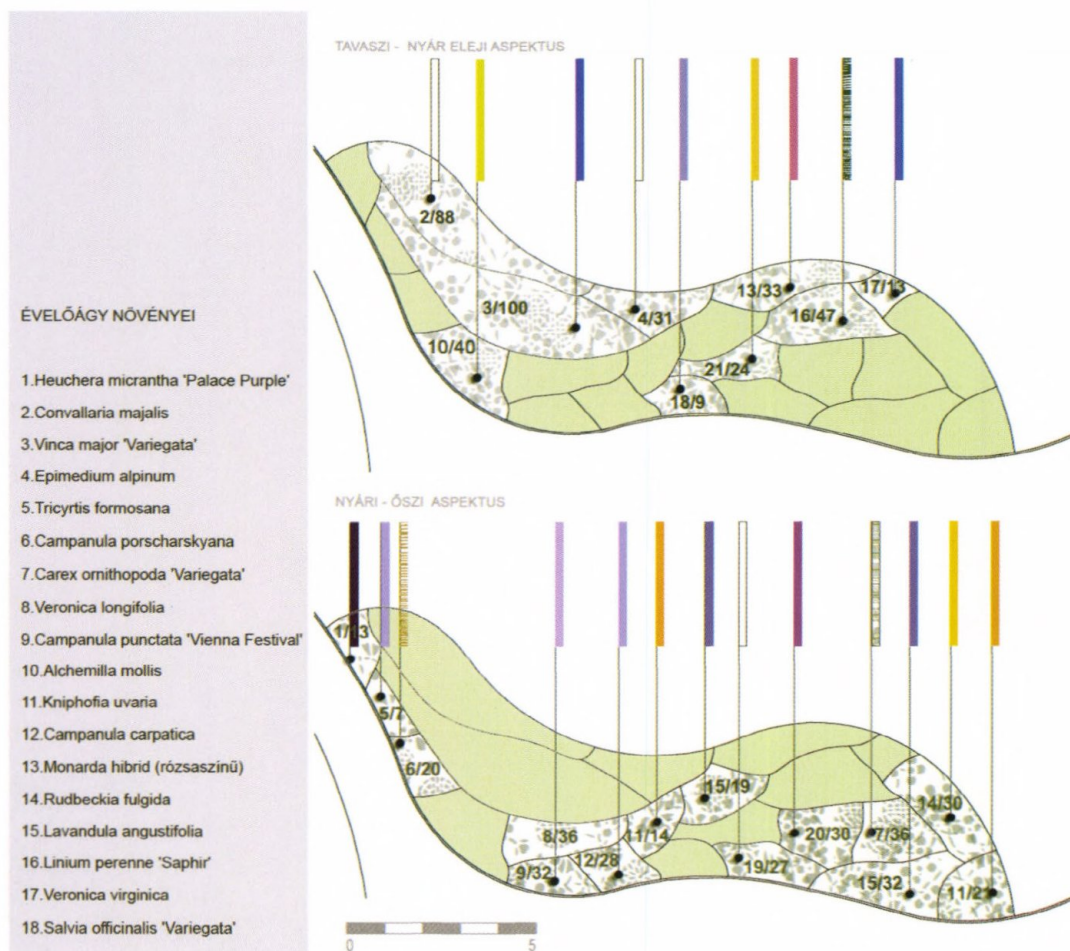 ÉVELŐÁGY NÖVÉNYEI
1.Heuchera micrantha 'Palace Purple'
2.Convallaria majalis
3.Vinca major 'Variegata'
4.Epimedium alpinum
5.Tricyrtis formosana
6.Campanula porscharskyana
7.Carex ornithopoda 'Variegata'
8.Veronica longifolia
9.Campanula punctata 'Vienna Festival'
10.Alchemilla mollis
11.Kniphofia uvaria
12.Campanula carpatica
13.Monarda hibrid (rózsaszínű)
14.Rudbeckia fulgida
15.Lavandula angustifolia
16.Linium perenne 'Saphir'
17.Veronica virginica
18.Salvia officinalis 'Variegata'
TAVASZI - NYÁR ELEJI ASPEKTUS
2/88
3/100
4/31
10/40
13/33
17/13
16/47
21/24
18/9
NYÁRI - ŐSZI ASPEKTUS
1/13
5/7
6/20
8/36
9/32
12/28
11/14
15/19
19/27
20/30
7/36
14/30
15/32
0
5